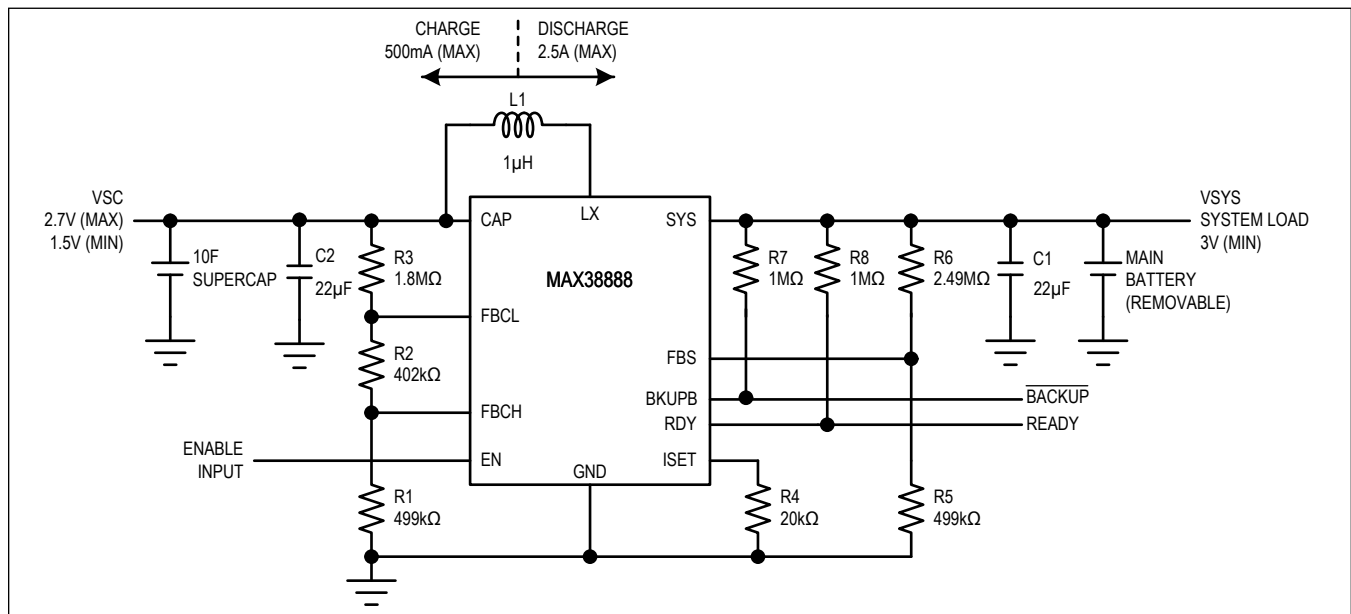 CHARGE
500mA (MAX)
DISCHARGE
2.5A (MAX)
L1
1µH
VSC
2.7V (MAX)
1.5V (MIN)
10F
SUPERCAP
C2
22µF
R3
1.8MΩ
R2
402kΩ
R1
499kΩ
ENABLE
INPUT
CAP
LX
SYS
MAX38888
FBCL
FBS
FBCH
BKUPB
RDY
EN
ISET
GND
R7
1MΩ
R8
1MΩ
R6
2.49MΩ
C1
22µF
MAIN
BATTERY
(REMOVABLE)
VSYS
SYSTEM LOAD
3V (MIN)
BACKUP
READY
R4
20kΩ
R5
499kΩ